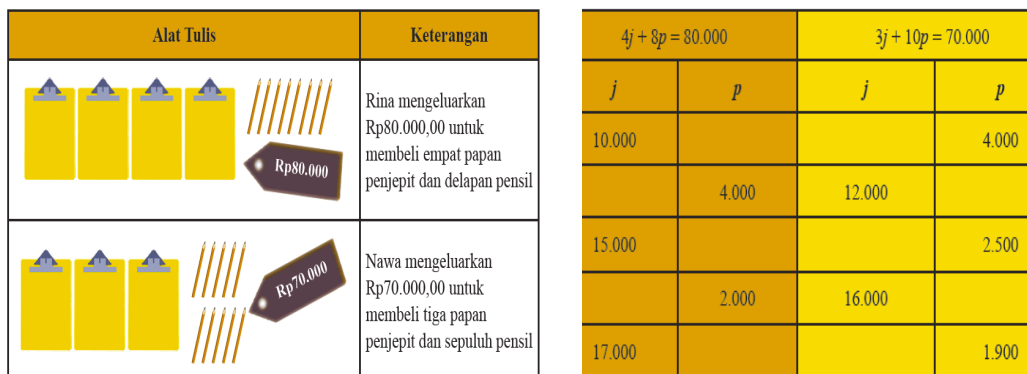 Alat Tulis Keterangan
Rina mengeluarkan
Rp80.000,00 untuk
membeli empat papan
penjepit dan delapan pensil
Rp80.000
Nawa mengeluarkan
Rp70.000,00 untuk
membeli tiga papan
penjepit dan sepuluh pensil
Rp70.000
4j + 8p = 80.000 3j + 10p = 70.000
j p j p
10.000 4.000
4.000 12.000
15.000 2.500
2.000 16.000
17.000 1.900